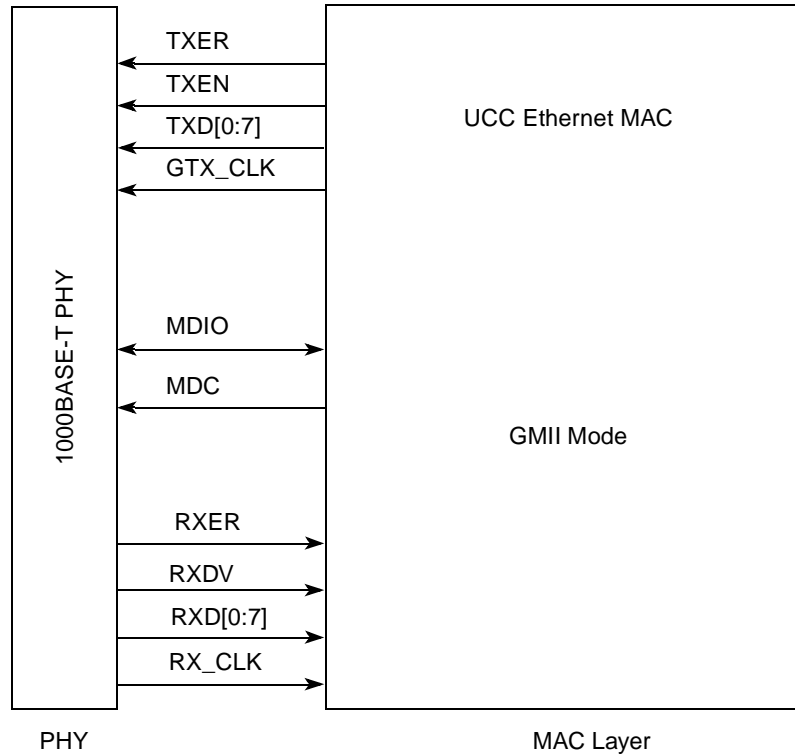 TXER
TXEN
UCC Ethernet MAC
TXD[0:7]
GTX_CLK
1000BASE-T PHY
MDIO
MDC
GMII Mode
RXER
RXDV
RXD[0:7]
RX_CLK
PHY
MAC Layer